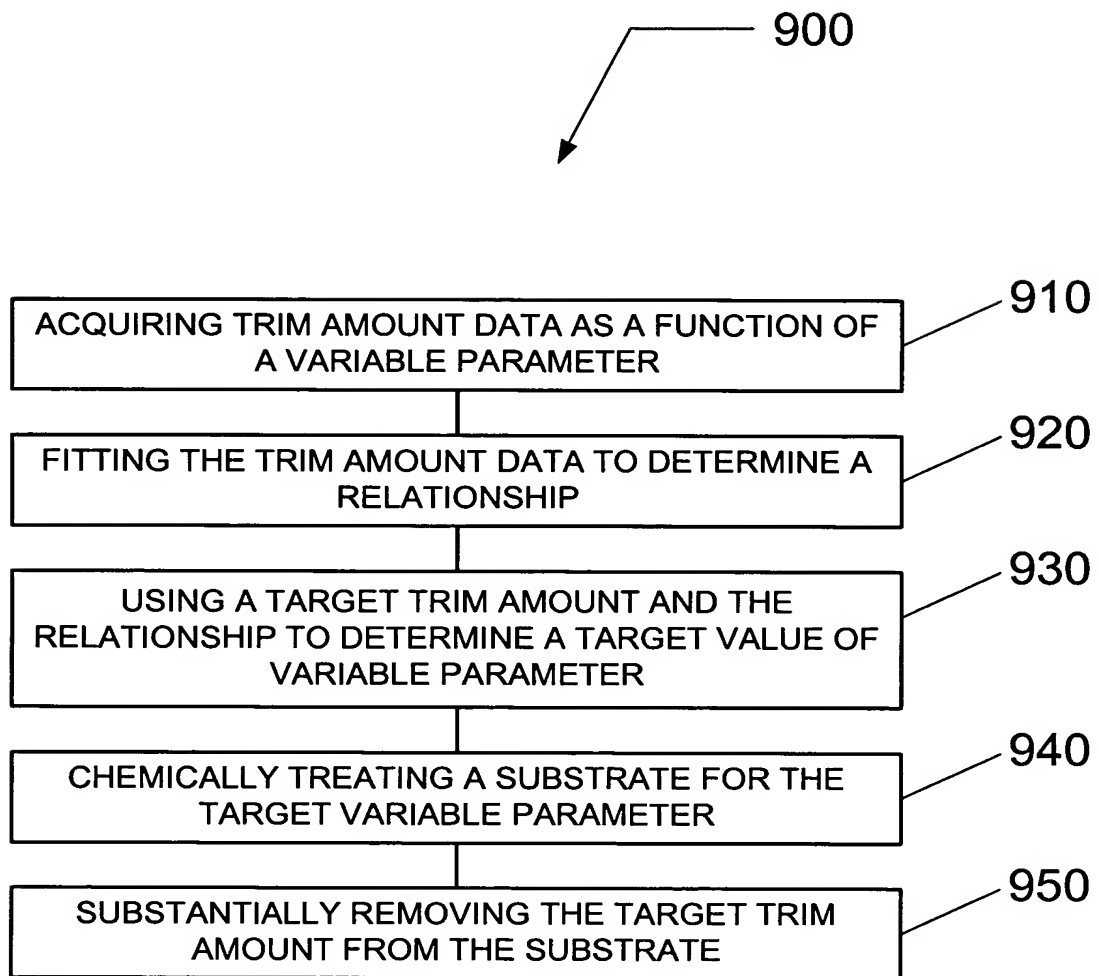 900
910
ACQUIRING TRIM AMOUNT DATA AS A FUNCTION OF
A VARIABLE PARAMETER
920
FITTING THE TRIM AMOUNT DATA TO DETERMINE A
RELATIONSHIP
930
USING A TARGET TRIM AMOUNT AND THE
RELATIONSHIP TO DETERMINE A TARGET VALUE OF
VARIABLE PARAMETER
940
CHEMICALLY TREATING A SUBSTRATE FOR THE
TARGET VARIABLE PARAMETER
950
SUBSTANTIALLY REMOVING THE TARGET TRIM
AMOUNT FROM THE SUBSTRATE